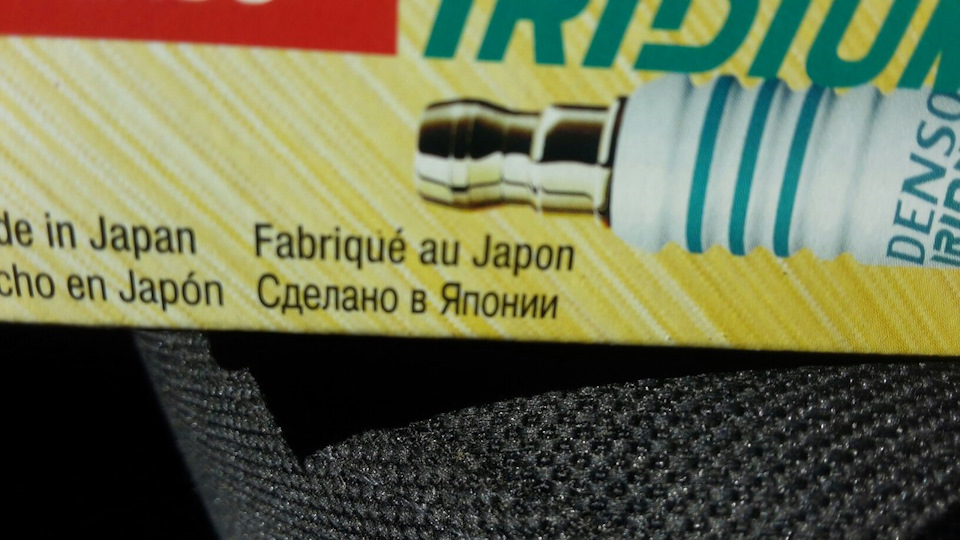 IRIDIUM
DENSO
de in Japan Fabriqué au Japon
cho en Japón Сделано в Японии